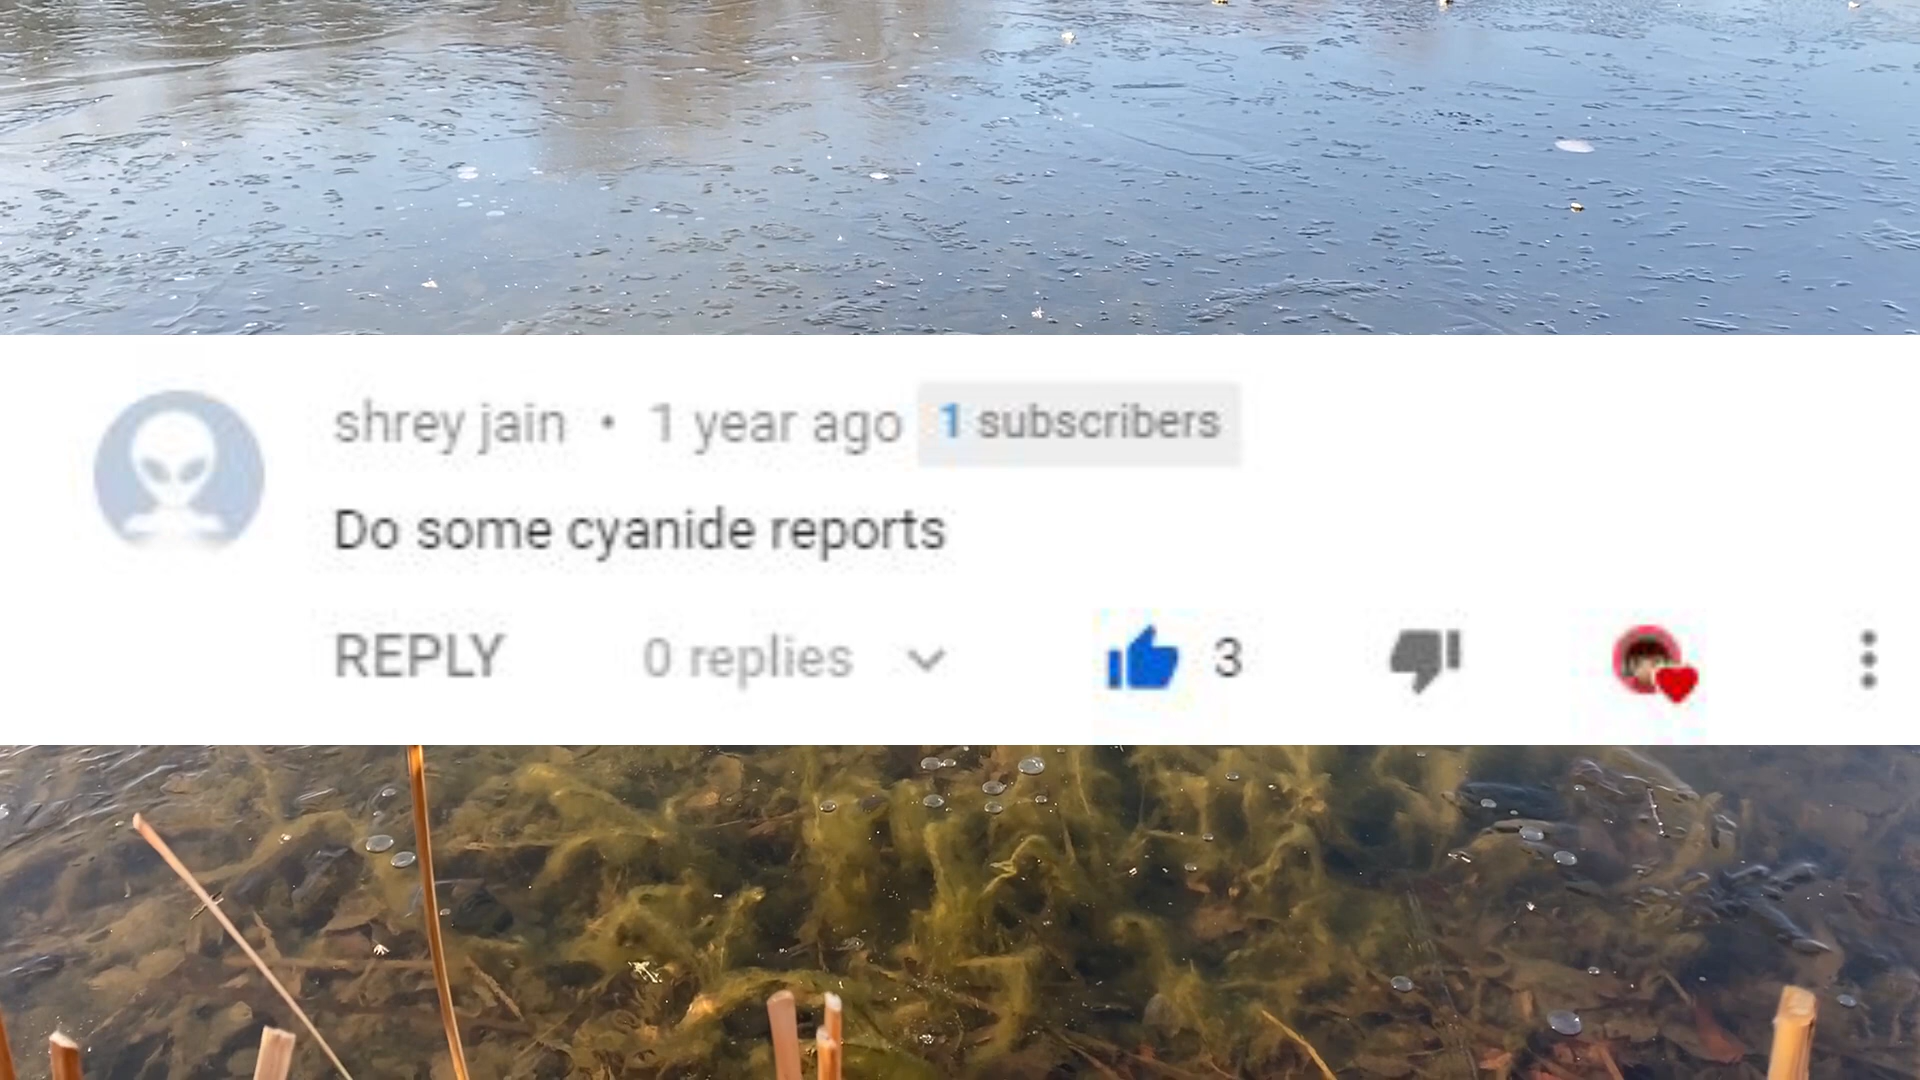 shrey jain • 1 year ago 1 subscribers
Do some cyanide reports
REPLY 0 replies 3